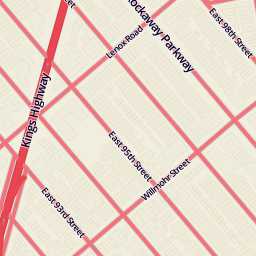 Rockaway Parkway
East 98th Street
Lenox Road
Kings Highway
East 95th Street
Willmohr Street
East 93rd Street